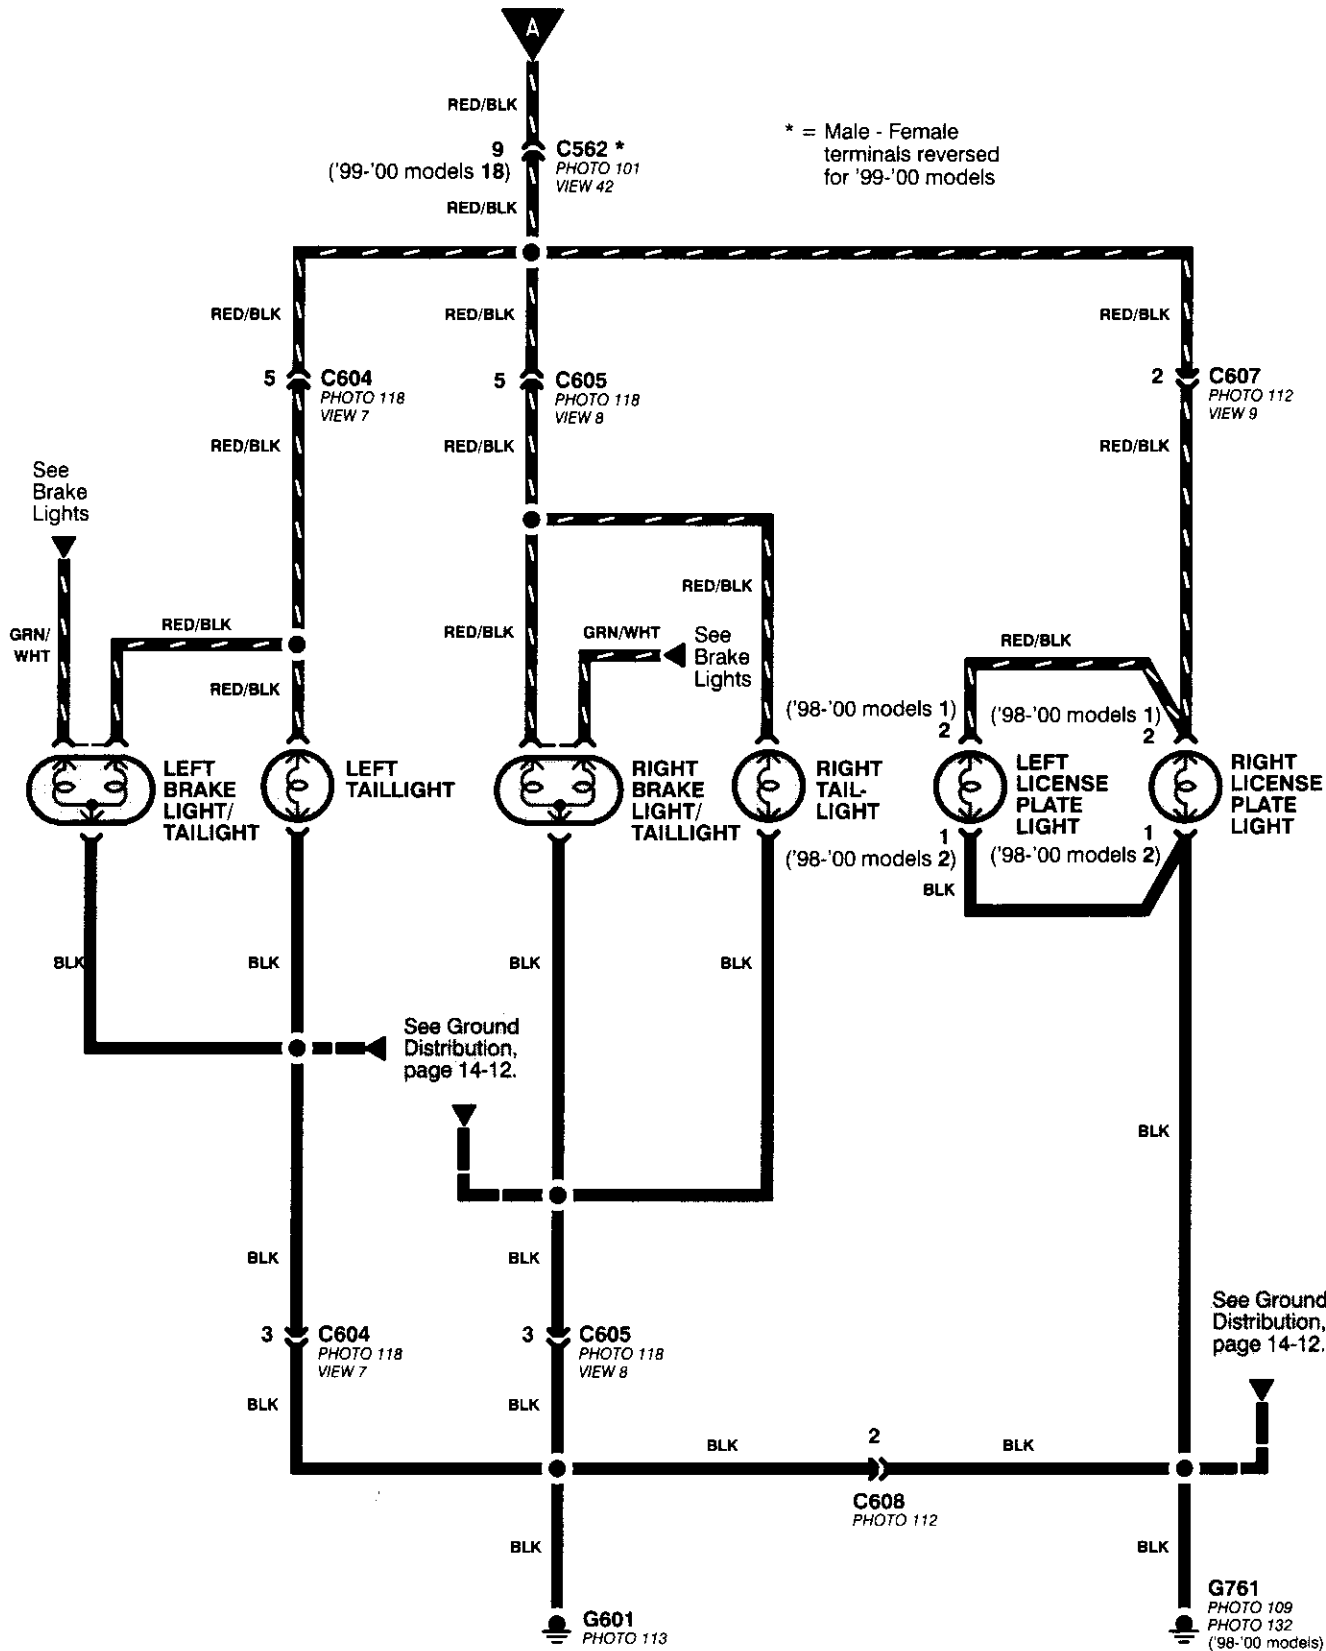 A
RED/BLK
* = Male - Female
terminals reversed
for '99-'00 models
9
('99-'00 models 18)
C562 *
PHOTO 101
VIEW 42
RED/BLK
RED/BLK
RED/BLK
RED/BLK
5
C604
PHOTO 118
VIEW 7
5
C605
PHOTO 118
VIEW 8
2
C607
PHOTO 112
VIEW 9
RED/BLK
RED/BLK
RED/BLK
See
Brake
Lights
RED/BLK
GRN/
WHT
RED/BLK
RED/BLK
RED/BLK
GRN/WHT
See
Brake
Lights
RED/BLK
('98-'00 models 1)
2
('98-'00 models 1)
2
LEFT
BRAKE
LIGHT/
TAILIGHT
LEFT
TAILLIGHT
RIGHT
BRAKE
LIGHT/
TAILLIGHT
RIGHT
TAIL-
LIGHT
LEFT
LICENSE
PLATE
LIGHT
RIGHT
LICENSE
PLATE
LIGHT
1
('98-'00 models 2)
1
('98-'00 models 2)
BLK
BLK
BLK
BLK
BLK
See Ground
Distribution,
page 14-12.
BLK
BLK
BLK
3
C604
PHOTO 118
VIEW 7
3
C605
PHOTO 118
VIEW 8
See Ground
Distribution,
page 14-12.
BLK
BLK
BLK
2
BLK
C608
PHOTO 112
BLK
BLK
G601
PHOTO 113
G761
PHOTO 109
PHOTO 132
('98-'00 models)